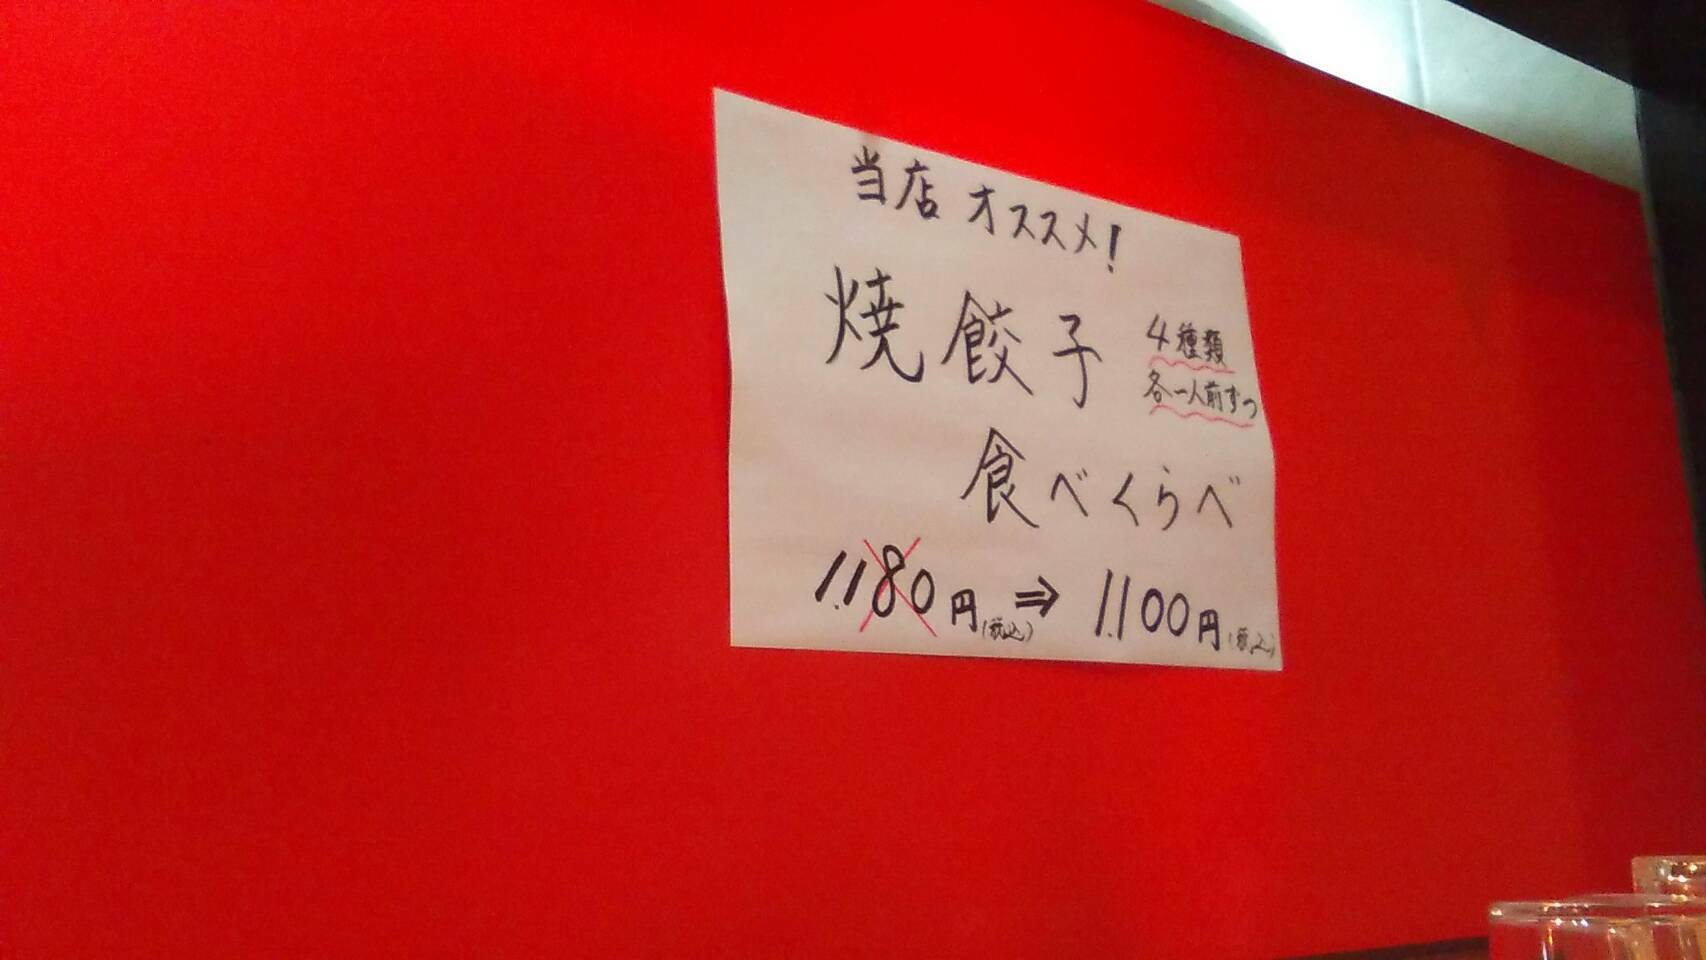 当店オススメ!
焼餃子
4種類
各一人前ずつ
食べくらべ
1.180円(税込)⇒1.100円(税込)